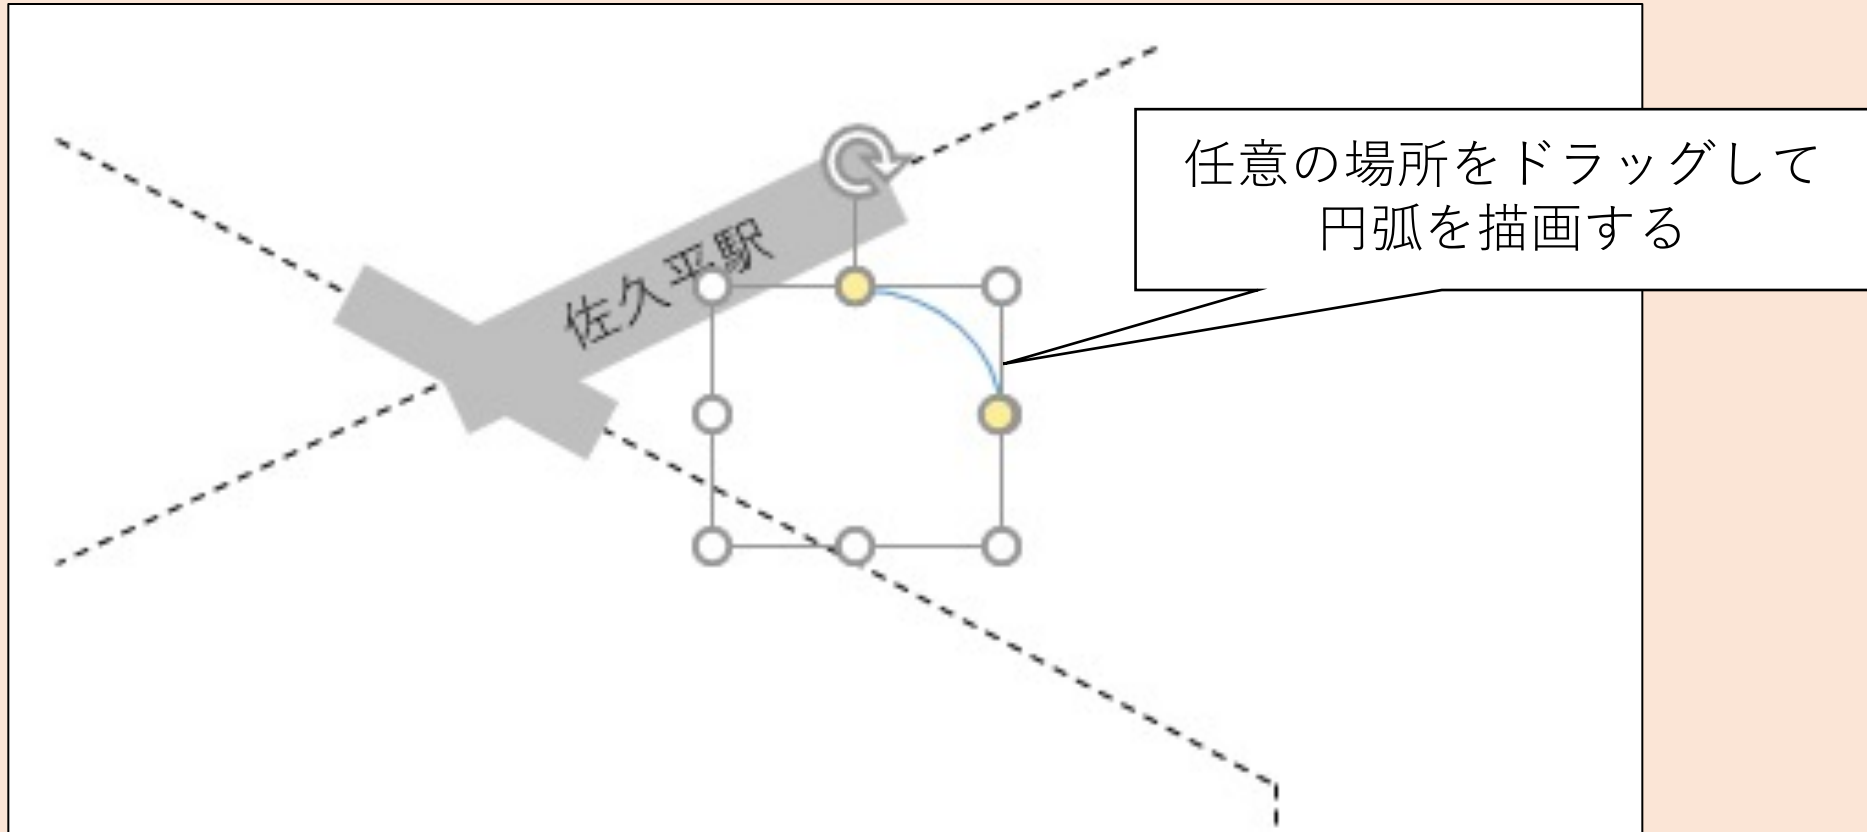 任意の場所をドラッグして
円弧を描画する
佐久平駅